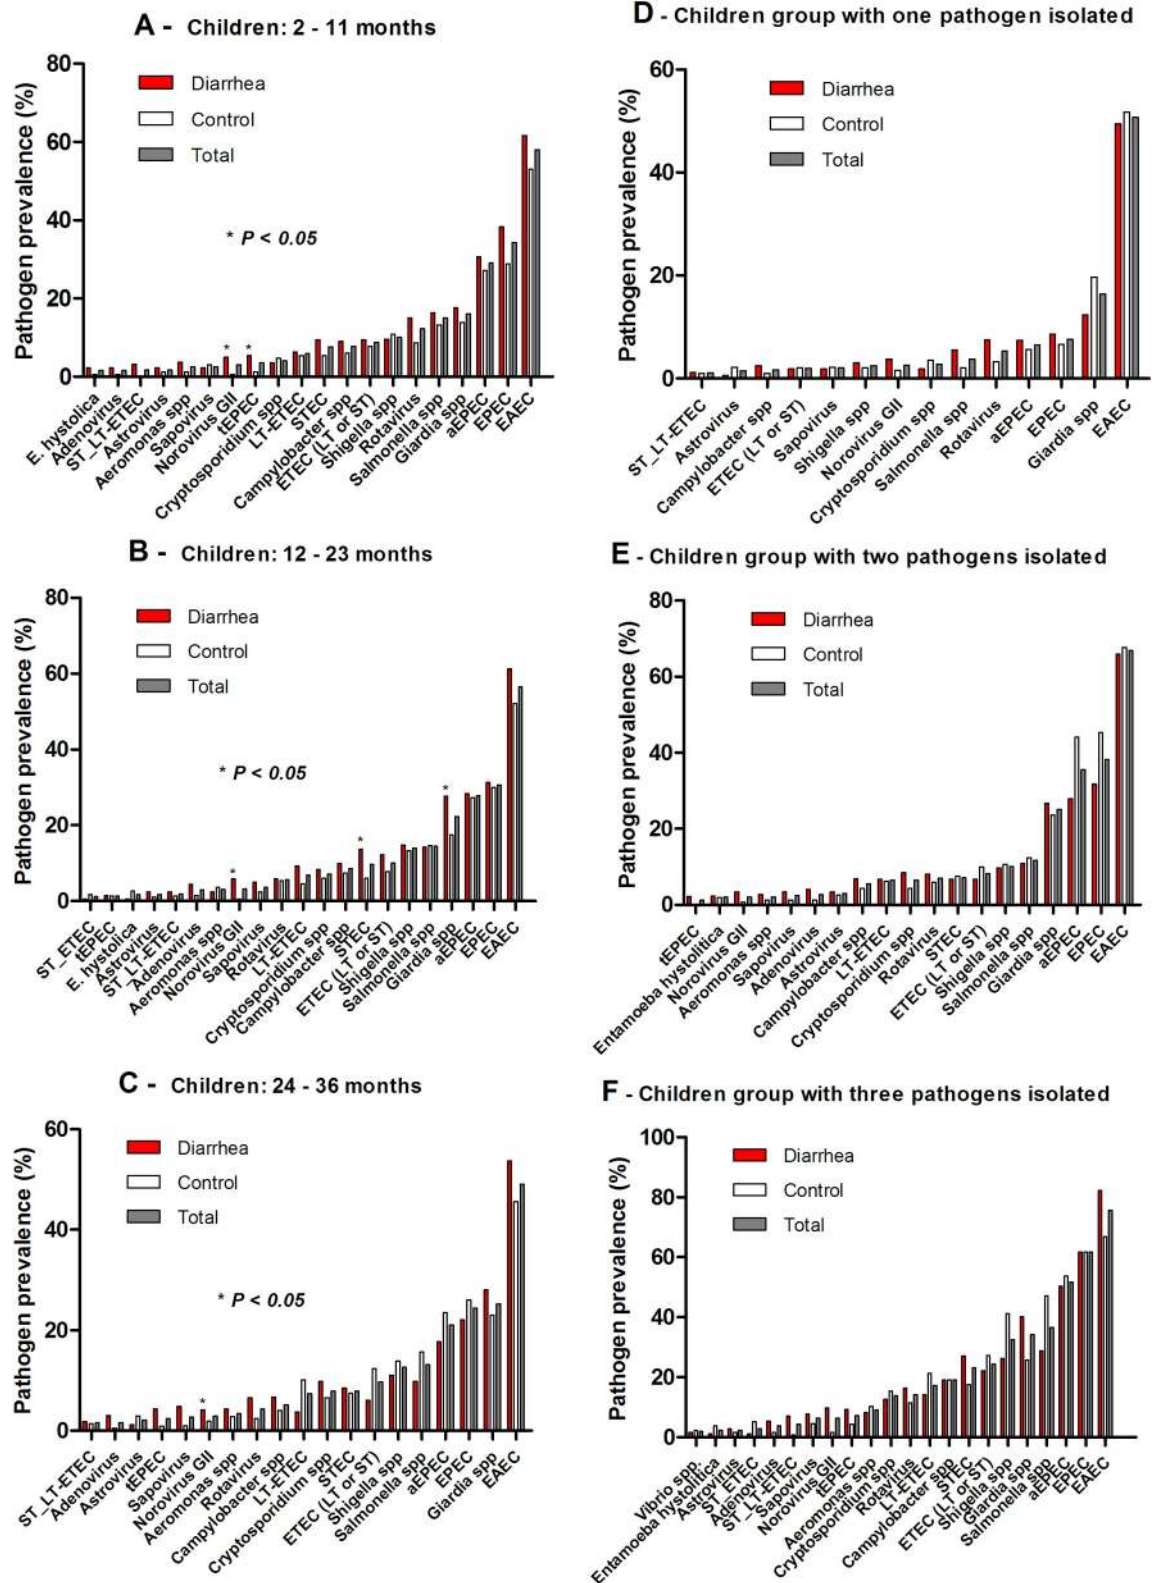 A - Children: 2 - 11 months
Pathogen prevalence (%)
80
60
40
20
0
Diarrhea
Control
Total
* P < 0.05
*
*
E. hystolica
Adenovirus
ST_LT-ETEC
Astrovirus
Aeromonas spp
Sapovirus
Norovirus GII
tEPEC
Cryptosporidium spp
LT-ETEC
STEC
Campylobacter spp
ETEC (LT or ST)
Shigella spp
Rotavirus
Salmonella spp
Giardia spp
aEPEC
EPEC
EAEC
B - Children: 12 - 23 months
Pathogen prevalence (%)
80
60
40
20
0
Diarrhea
Control
Total
* P < 0.05
*
*
*
ST_ETEC
tEPEC
E. hystolica
Astrovirus
ST_LT-ETEC
Adenovirus
Aeromonas spp
Norovirus GII
Sapovirus
Rotavirus
LT-ETEC
Cryptosporidium spp
Campylobacter spp
STEC
ETEC (LT or ST)
Shigella spp
Salmonella spp
Giardia spp
aEPEC
EPEC
EAEC
C - Children: 24 - 36 months
Pathogen prevalence (%)
60
40
20
0
Diarrhea
Control
Total
* P < 0.05
*
ST_LT-ETEC
Adenovirus
Astrovirus
tEPEC
Sapovirus
Norovirus GII
Aeromonas spp
Rotavirus
Campylobacter spp
LT-ETEC
Cryptosporidium spp
STEC
ETEC (LT or ST)
Shigella spp
Salmonella spp
aEPEC
EPEC
Giardia spp
EAEC
D - Children group with one pathogen isolated
Pathogen prevalence (%)
60
40
20
0
Diarrhea
Control
Total
ST_LT-ETEC
Astrovirus
Campylobacter spp
ETEC (LT or ST)
Sapovirus
Shigella spp
Norovirus GII
Cryptosporidium spp
Salmonella spp
Rotavirus
aEPEC
EPEC
Giardia spp
EAEC
E - Children group with two pathogens isolated
Pathogen prevalence (%)
80
60
40
20
0
Diarrhea
Control
Total
tEPEC
Entamoeba hystolitica
Norovirus GII
Aeromonas spp
Sapovirus
Adenovirus
Astrovirus
Campylobacter spp
LT-ETEC
Cryptosporidium spp
Rotavirus
STEC
ETEC (LT or ST)
Shigella spp
Salmonella spp
Giardia spp
aEPEC
EPEC
EAEC
F - Children group with three pathogens isolated
Pathogen prevalence (%)
100
80
60
40
20
0
Diarrhea
Control
Total
Vibrio spp.
Entamoeba hystolitica
Astrovirus
ST_ETEC
Adenovirus
ST_LT-ETEC
Sapovirus
Norovirus GII
tEPEC
Aeromonas spp
Cryptosporidium spp
Rotavirus
LT-ETEC
Campylobacter spp
STEC
ETEC (LT or ST)
Shigella spp
Giardia spp
Salmonella spp
aEPEC
EPEC
EAEC